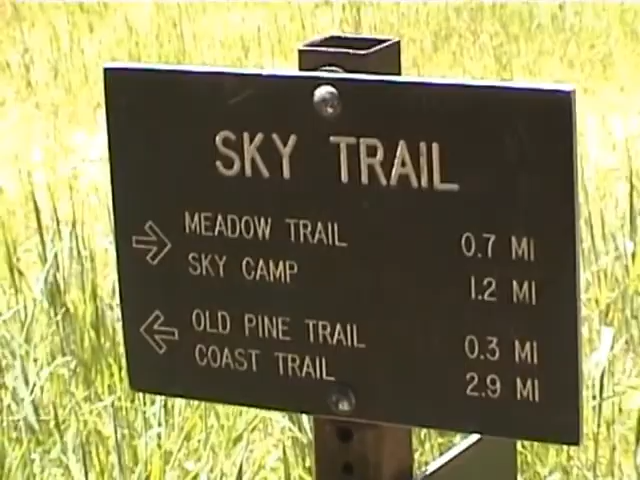 SKY TRAIL
MEADOW TRAIL 0.7 MI
SKY CAMP 1.2 MI
OLD PINE TRAIL 0.3 MI
COAST TRAIL 2.9 MI